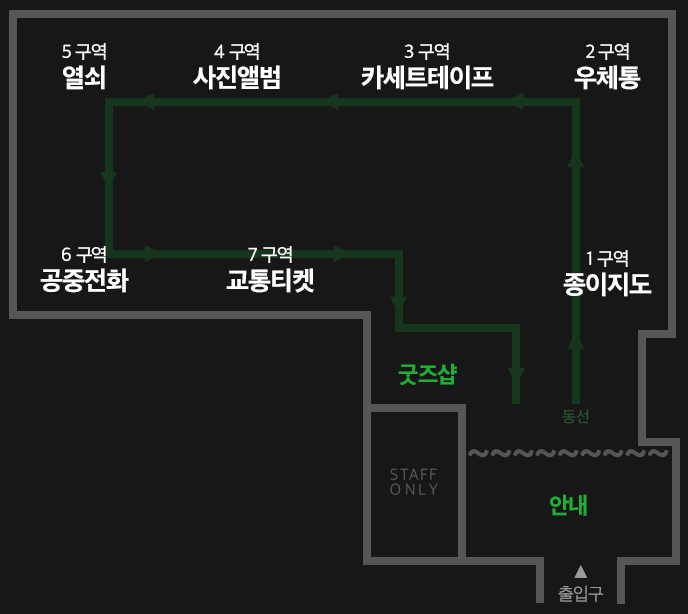 5 구역
열쇠
4 구역
사진앨범
3 구역
카세트테이프
2 구역
우체통
6 구역
공중전화
7 구역
교통티켓
1 구역
종이지도
굿즈샵
동선
STAFF
ONLY
안내
출입구